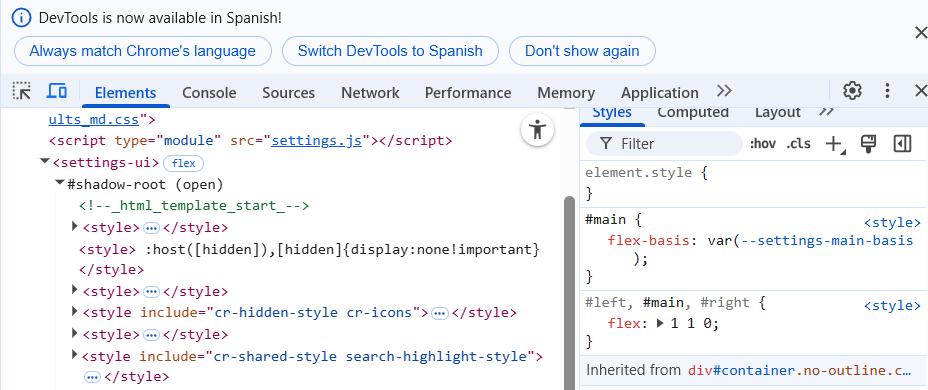 DevTools is now available in Spanish!
Always match Chrome's language
Switch DevTools to Spanish
Don't show again
Elements Console Sources Network Performance Memory Application
ults_md.css">
<script type="module" src="settings.js"></script>
<settings-ui> flex
#shadow-root (open)
<!--_html_template_start_-->
<style> … </style>
<style> :host([hidden]),[hidden]{display:none!important}
</style>
<style> … </style>
<style include="cr-hidden-style cr-icons"> … </style>
<style> … </style>
<style include="cr-shared-style search-highlight-style">
… </style>
Styles Computed
Filter :hov .cls
element.style {
}
#main { <style>
flex-basis: var(--settings-main-basis
);
}
#left, #main, #right { <style>
flex: 1 1 0;
}
Inherited from div#container.no-outline.c…